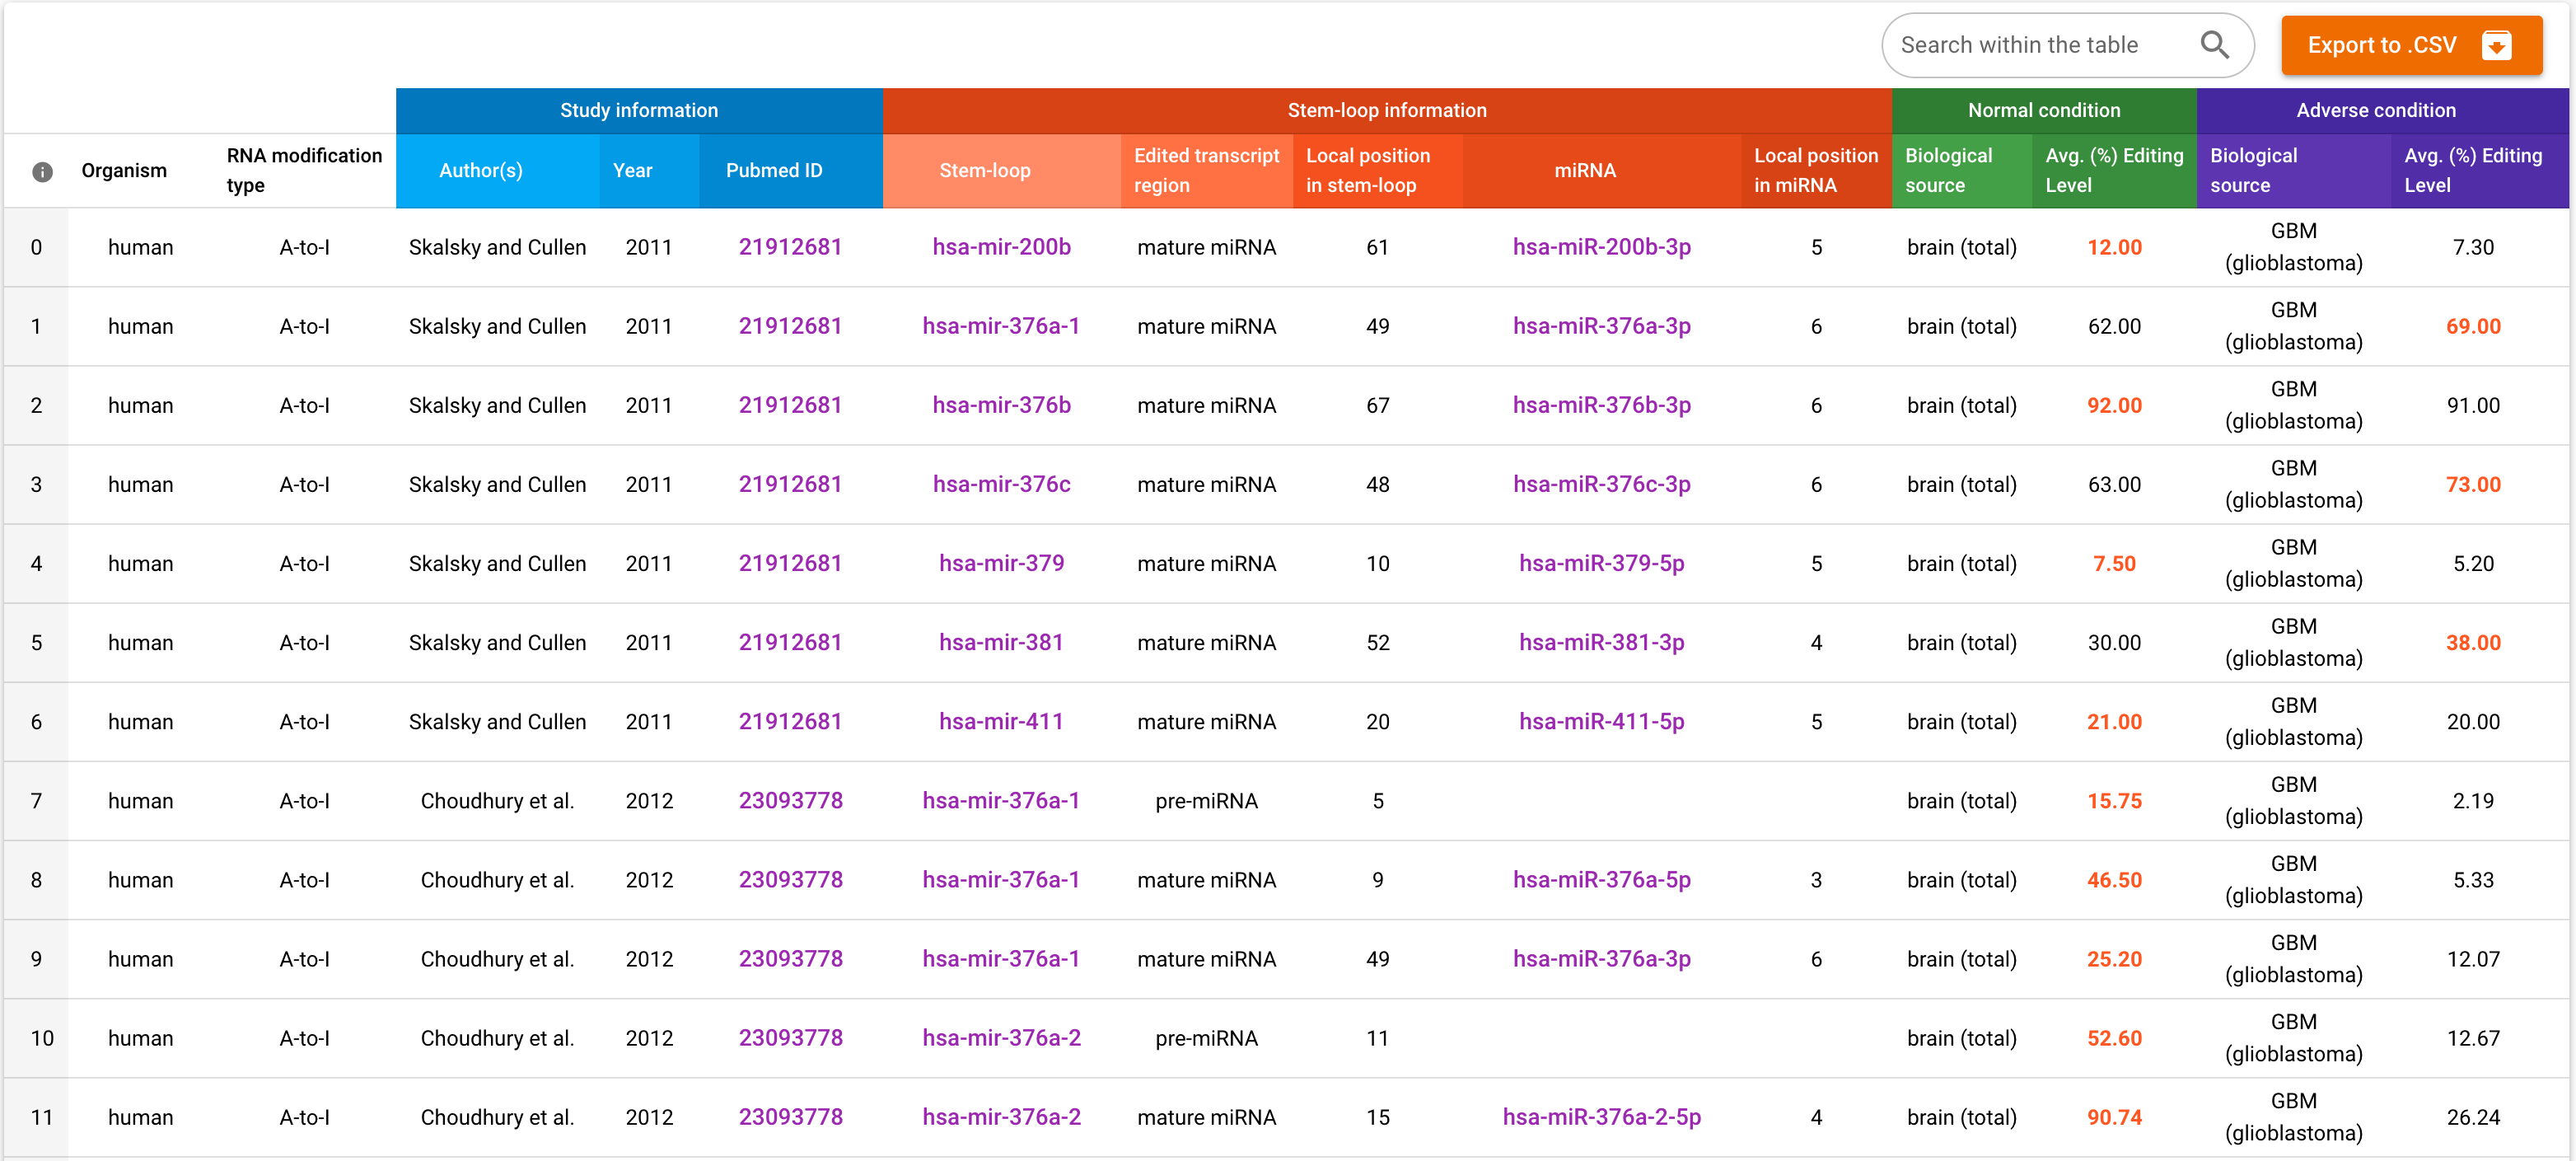 Search within the table
Export to .CSV
Study information Stem-loop information Normal condition Adverse condition
Organism RNA modification type Author(s) Year Pubmed ID Stem-loop Edited transcript region Local position in stem-loop miRNA Local position in miRNA Biological source Avg. (%) Editing Level Biological source Avg. (%) Editing Level
0 human A-to-I Skalsky and Cullen 2011 21912681 hsa-mir-200b mature miRNA 61 hsa-miR-200b-3p 5 brain (total) 12.00 GBM (glioblastoma) 7.30
1 human A-to-I Skalsky and Cullen 2011 21912681 hsa-mir-376a-1 mature miRNA 49 hsa-miR-376a-3p 6 brain (total) 62.00 GBM (glioblastoma) 69.00
2 human A-to-I Skalsky and Cullen 2011 21912681 hsa-mir-376b mature miRNA 67 hsa-miR-376b-3p 6 brain (total) 92.00 GBM (glioblastoma) 91.00
3 human A-to-I Skalsky and Cullen 2011 21912681 hsa-mir-376c mature miRNA 48 hsa-miR-376c-3p 6 brain (total) 63.00 GBM (glioblastoma) 73.00
4 human A-to-I Skalsky and Cullen 2011 21912681 hsa-mir-379 mature miRNA 10 hsa-miR-379-5p 5 brain (total) 7.50 GBM (glioblastoma) 5.20
5 human A-to-I Skalsky and Cullen 2011 21912681 hsa-mir-381 mature miRNA 52 hsa-miR-381-3p 4 brain (total) 30.00 GBM (glioblastoma) 38.00
6 human A-to-I Skalsky and Cullen 2011 21912681 hsa-mir-411 mature miRNA 20 hsa-miR-411-5p 5 brain (total) 21.00 GBM (glioblastoma) 20.00
7 human A-to-I Choudhury et al. 2012 23093778 hsa-mir-376a-1 pre-miRNA 5 brain (total) 15.75 GBM (glioblastoma) 2.19
8 human A-to-I Choudhury et al. 2012 23093778 hsa-mir-376a-1 mature miRNA 9 hsa-miR-376a-5p 3 brain (total) 46.50 GBM (glioblastoma) 5.33
9 human A-to-I Choudhury et al. 2012 23093778 hsa-mir-376a-1 mature miRNA 49 hsa-miR-376a-3p 6 brain (total) 25.20 GBM (glioblastoma) 12.07
10 human A-to-I Choudhury et al. 2012 23093778 hsa-mir-376a-2 pre-miRNA 11 brain (total) 52.60 GBM (glioblastoma) 12.67
11 human A-to-I Choudhury et al. 2012 23093778 hsa-mir-376a-2 mature miRNA 15 hsa-miR-376a-2-5p 4 brain (total) 90.74 GBM (glioblastoma) 26.24